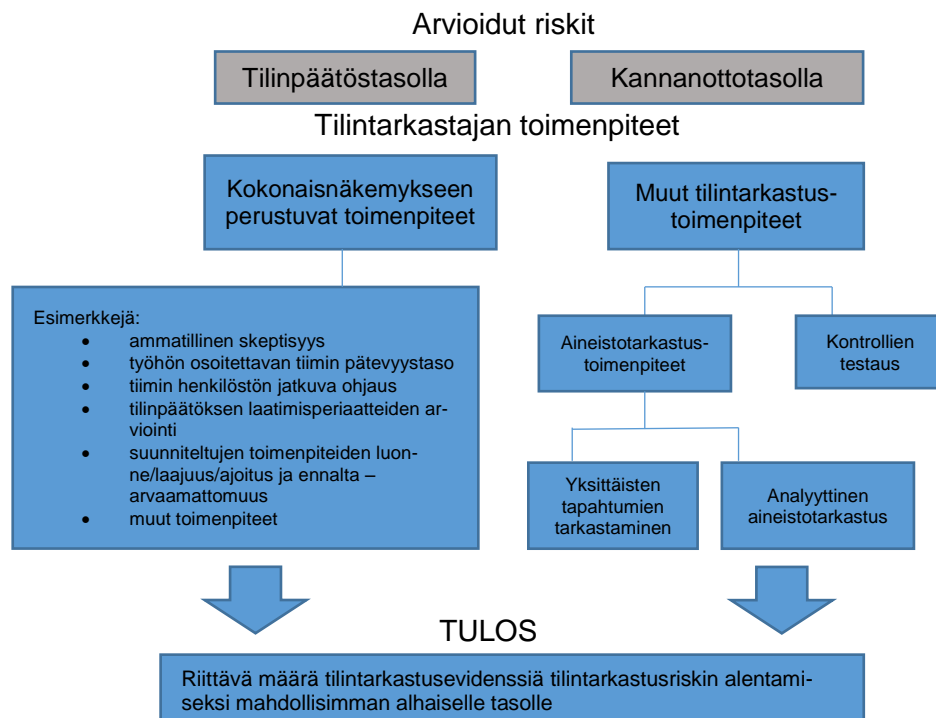 Arvioidut riskit
Tilinpäätöstasolla
Kannanottotasolla
Tilintarkastajan toimenpiteet
Kokonaisnäkemykseen
perustuvat toimenpiteet
Muut tilintarkastus-
toimenpiteet
Esimerkkejä:
• ammatillinen skeptisyys
• työhön osoitettavan tiimin pätevyystaso
• tiimin henkilöstön jatkuva ohjaus
• tilinpäätöksen laatimisperiaatteiden ar-
viointi
• suunniteltujen toimenpiteiden luon-
ne/laajuus/ajoitus ja ennalta –
arvaamattomuus
• muut toimenpiteet
Aineistotarkastus-
toimenpiteet
Kontrollien
testaus
Yksittäisten
tapahtumien
tarkastaminen
Analyyttinen
aineistotarkastus
TULOS
Riittävä määrä tilintarkastusevidenssiä tilintarkastusriskin alentami-
seksi mahdollisimman alhaiselle tasolle